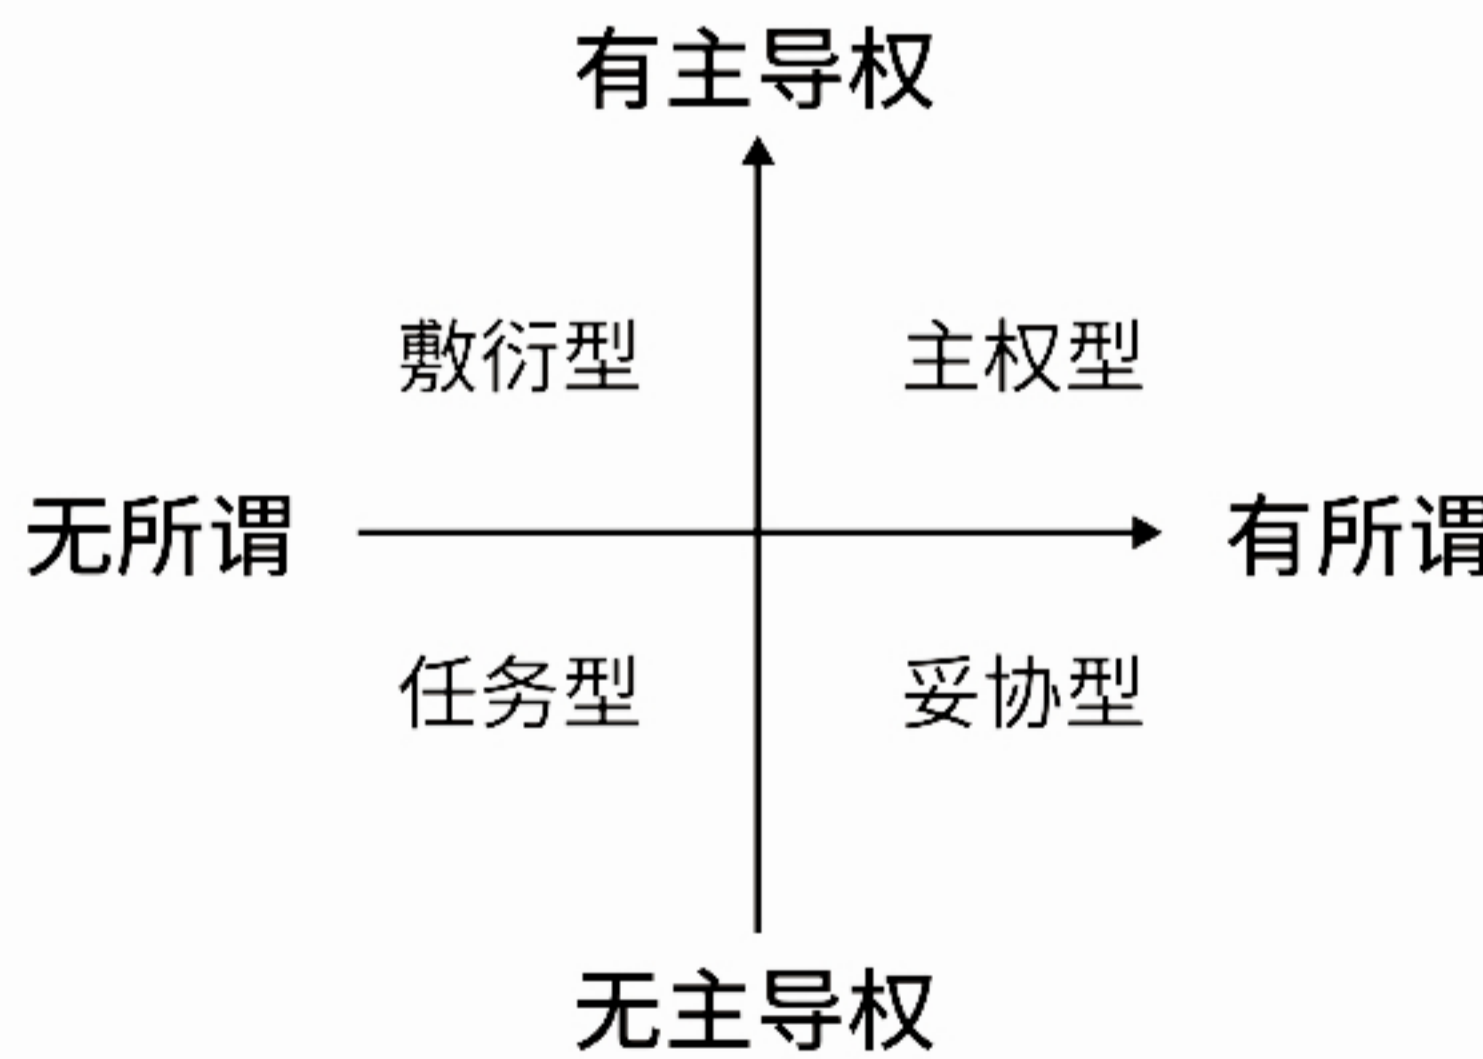 有主导权
敷衍型 主权型
无所谓 有所谓
任务型 妥协型
无主导权